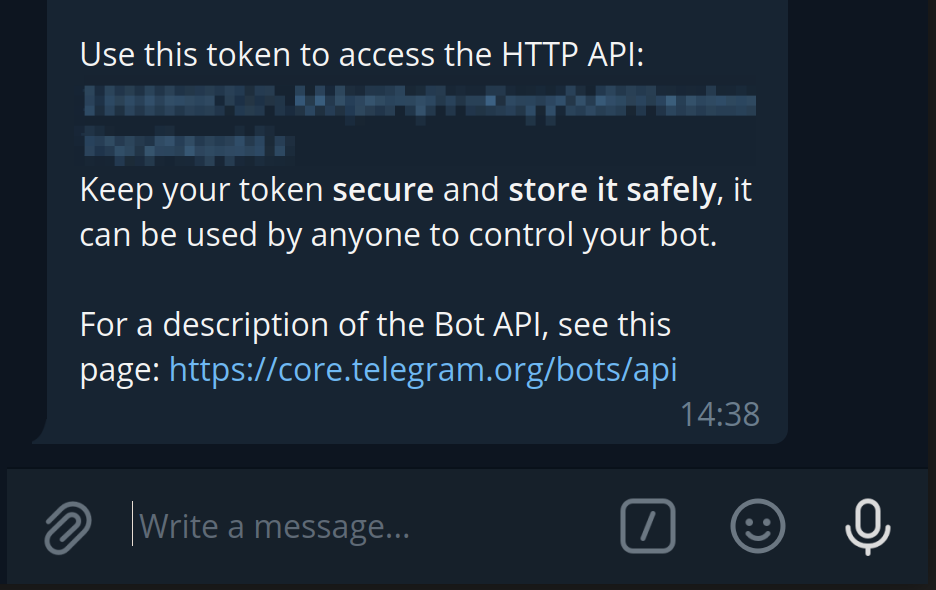 Use this token to access the HTTP API:
Keep your token secure and store it safely, it
can be used by anyone to control your bot.
For a description of the Bot API, see this
page: https://core.telegram.org/bots/api
14:38
Write a message...